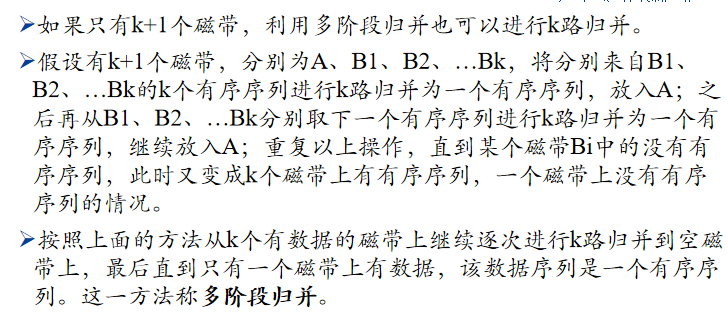 ➢如果只有k+1个磁带，利用多阶段归并也可以进行k路归并。
➢假设有k+1个磁带，分别为A、B1、B2、…Bk，将分别来自B1、
B2、…Bk的k个有序序列进行k路归并为一个有序序列，放入A；之
后再从B1、B2、…Bk分别取下一个有序序列进行k路归并为一个有
序序列，继续放入A；重复以上操作，直到某个磁带Bi中的没有有
序序列，此时又变成k个磁带上有有序序列，一个磁带上没有有序
序列的情况。
➢按照上面的方法从k个有数据的磁带上继续逐次进行k路归并到空磁
带上，最后直到只有一个磁带上有数据，该数据序列是一个有序序
列。这一方法称多阶段归并。